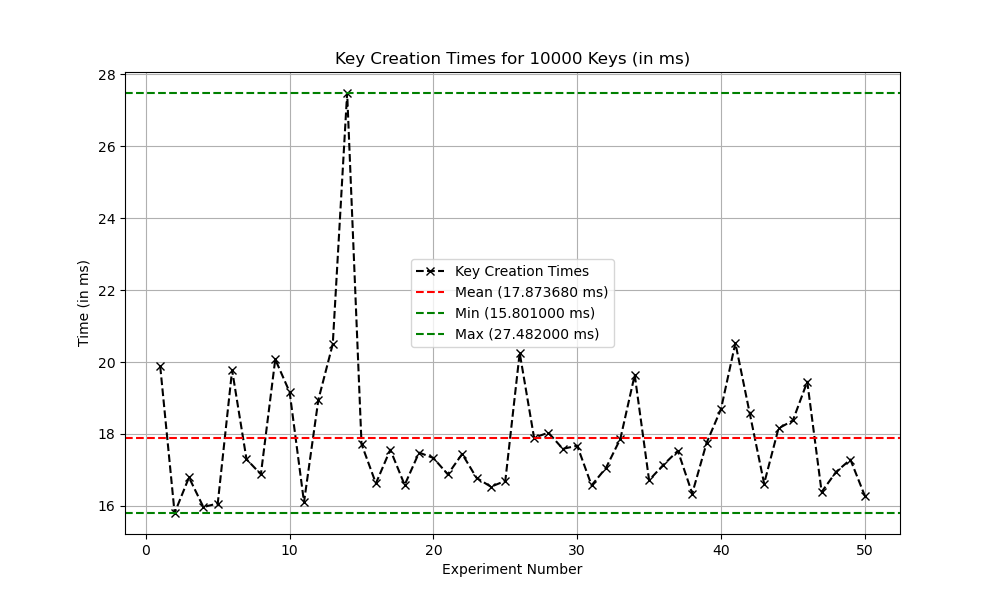 Key Creation Times for 10000 Keys (in ms)
28
26
24
22
20
18
16
Time (in ms)
Key Creation Times
Mean (17.873680 ms)
Min (15.801000 ms)
Max (27.482000 ms)
0 10 20 30 40 50
Experiment Number